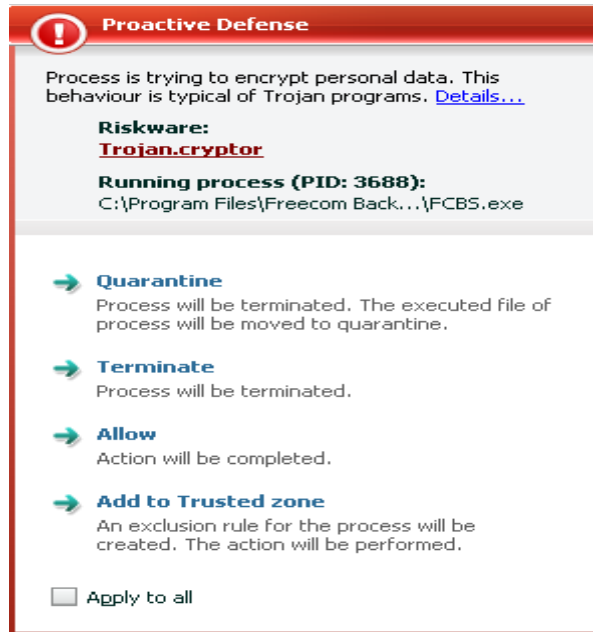 Proactive Defense
Process is trying to encrypt personal data. This
behaviour is typical of Trojan programs. Details...
Riskware:
Trojan.cryptor
Running process (PID: 3688):
C:\Program Files\Freecom Back...\FCBS.exe
Quarantine
Process will be terminated. The executed file of
process will be moved to quarantine.
Terminate
Process will be terminated.
Allow
Action will be completed.
Add to Trusted zone
An exclusion rule for the process will be
created. The action will be performed.
Apply to all